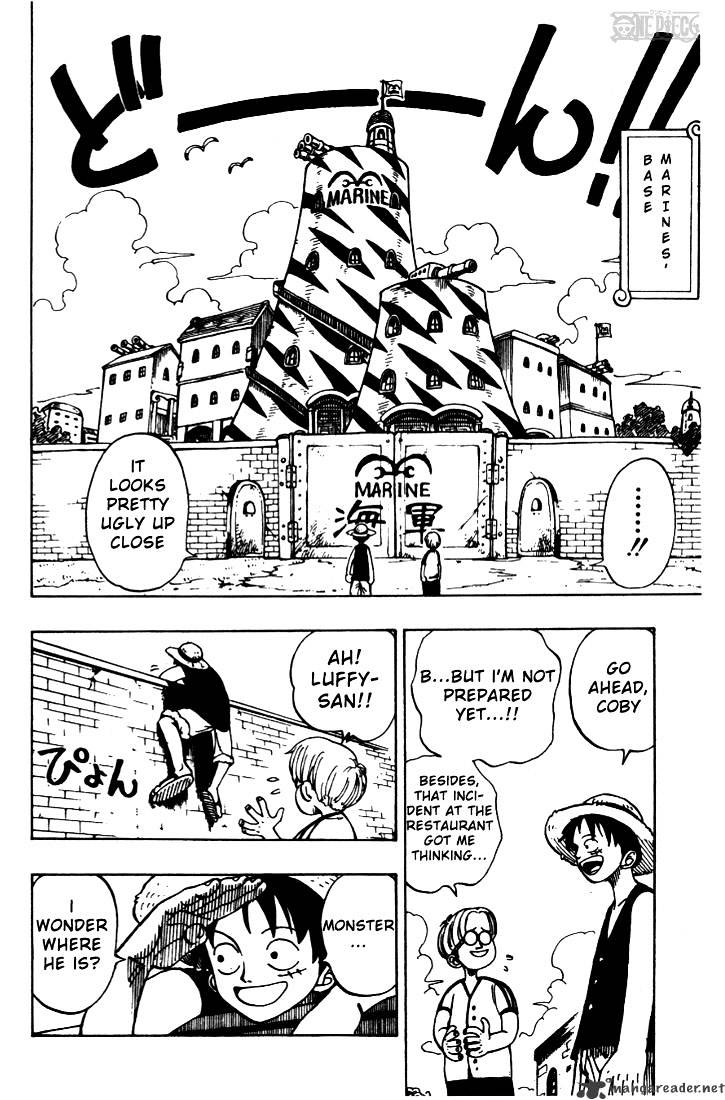 ONE PIECE
どーん!!
MARINES'
BASE
MARINE
MARINE
海軍
......!!
IT
LOOKS
PRETTY
UGLY UP
CLOSE
GO
AHEAD,
COBY
B...BUT I'M NOT
PREPARED
YET...!!
BESIDES,
THAT INCI-
DENT AT THE
RESTAURANT
GOT ME
THINKING...
AH!
LUFFY-
SAN!!
ぴょん
MONSTER
...
I
WONDER
WHERE
HE IS?
mangareader.net